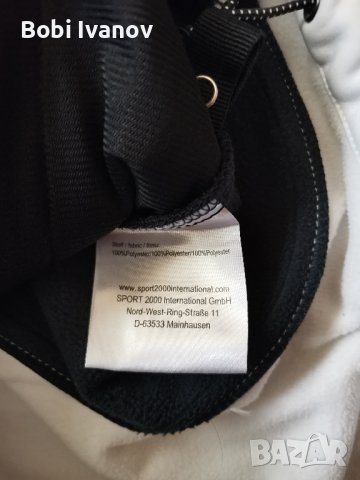 Bobi Ivanov
Stoff / fabric / tissu:
100%Polyester/100%Polyester/100%Polyester
www.sport2000international.com
SPORT 2000 International GmbH
Nord-West-Ring-Straße 11
D-63533 Mainhausen
BAZAR